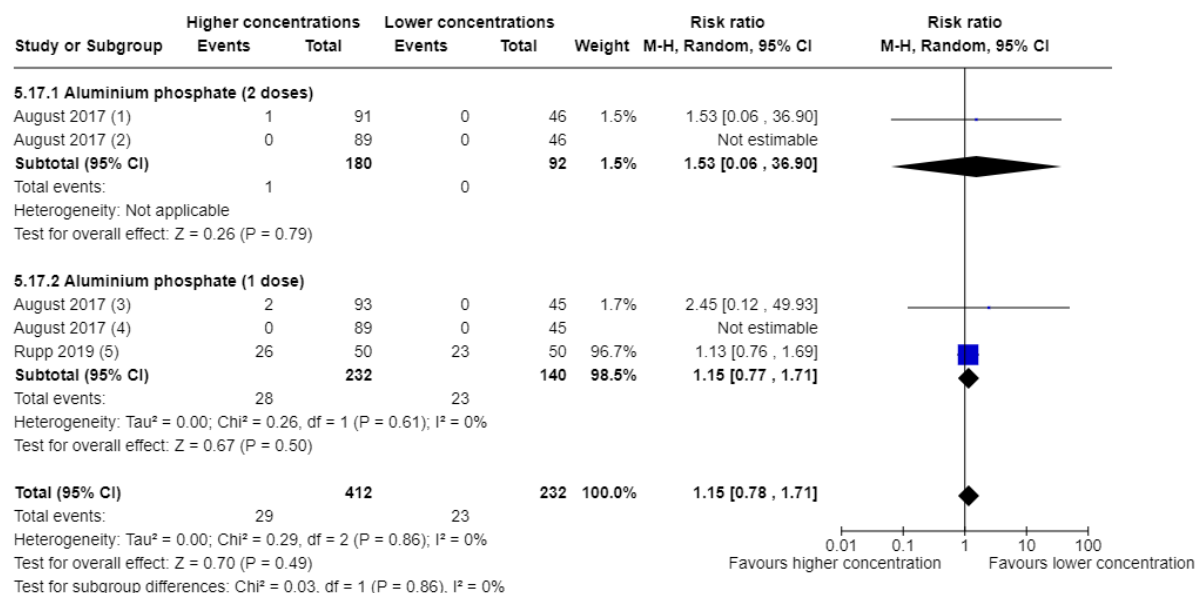 Higher concentrations Lower concentrations Risk ratio Risk ratio
Study or Subgroup Events Total Events Total Weight M-H, Random, 95% CI M-H, Random, 95% CI
5.17.1 Aluminium phosphate (2 doses)
August 2017 (1) 1 91 0 46 1.5% 1.53 [0.06 , 36.90]
August 2017 (2) 0 89 0 46 Not estimable
Subtotal (95% CI) 180 92 1.5% 1.53 [0.06 , 36.90]
Total events: 1 0
Heterogeneity: Not applicable
Test for overall effect: Z = 0.26 (P = 0.79)
5.17.2 Aluminium phosphate (1 dose)
August 2017 (3) 2 93 0 45 1.7% 2.45 [0.12 , 49.93]
August 2017 (4) 0 89 0 45 Not estimable
Rupp 2019 (5) 26 50 23 50 96.7% 1.13 [0.76 , 1.69]
Subtotal (95% CI) 232 140 98.5% 1.15 [0.77 , 1.71]
Total events: 28 23
Heterogeneity: Tau² = 0.00; Chi² = 0.26, df = 1 (P = 0.61); I² = 0%
Test for overall effect: Z = 0.67 (P = 0.50)
Total (95% CI) 412 232 100.0% 1.15 [0.78 , 1.71]
Total events: 29 23
Heterogeneity: Tau² = 0.00; Chi² = 0.29, df = 2 (P = 0.86); I² = 0%
0.01 0.1 1 10 100
Test for overall effect: Z = 0.70 (P = 0.49)
Favours higher concentration Favours lower concentration
Test for subgroup differences: Chi² = 0.03, df = 1 (P = 0.86), I² = 0%